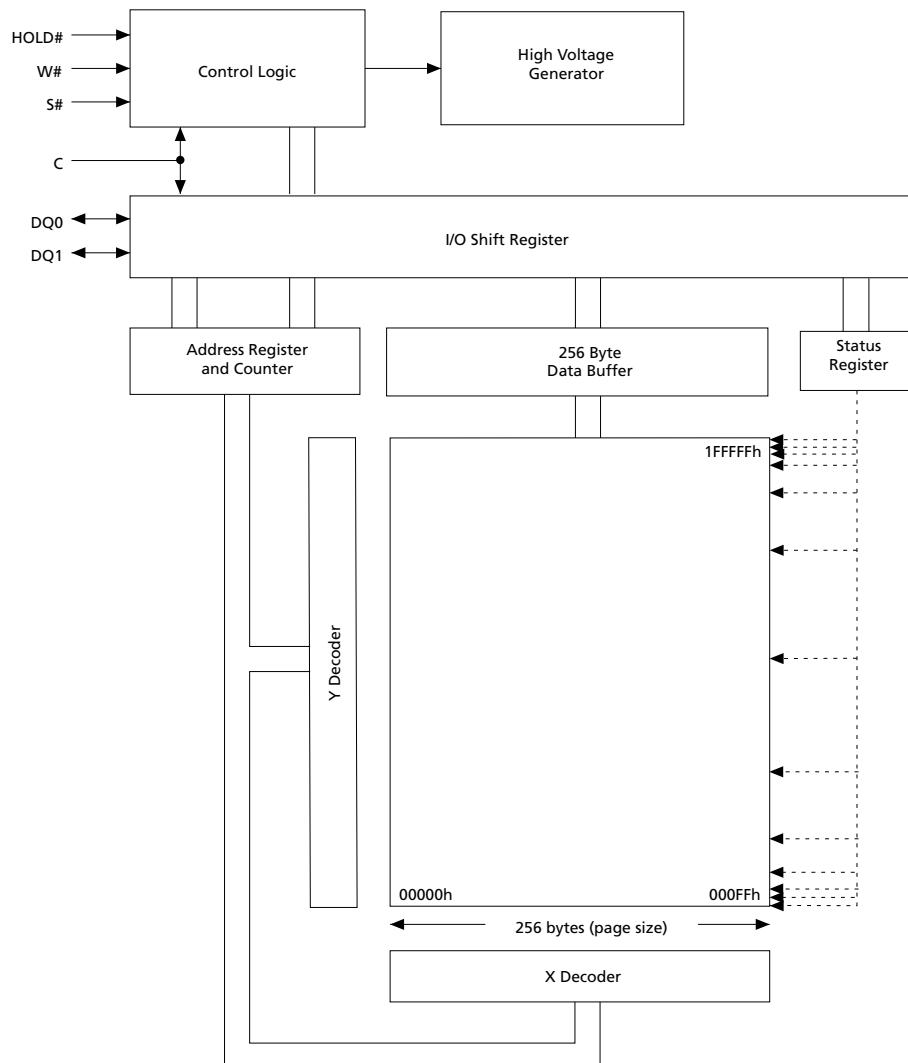 HOLD#
W#
S#
C
DQ0
DQ1
Control Logic
High Voltage
Generator
I/O Shift Register
Address Register
and Counter
256 Byte
Data Buffer
Status
Register
1FFFFFh
Y Decoder
00000h
000FFh
256 bytes (page size)
X Decoder